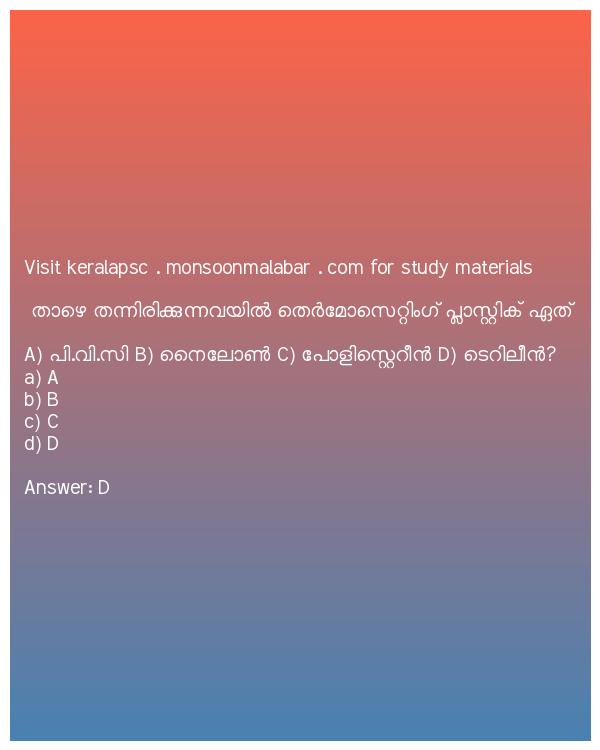 Visit keralapsc . monsoonmalabar . com for study materials
താഴെ തന്നിരിക്കുന്നവയിൽ തെർമോസെറ്റിംഗ് പ്ലാസ്റ്റിക് ഏത്
A) പി.വി.സി B) നൈലോൺ C) പോളിസ്റ്റെറീൻ D) ടെറിലീൻ?
a) A
b) B
c) C
d) D
Answer: D